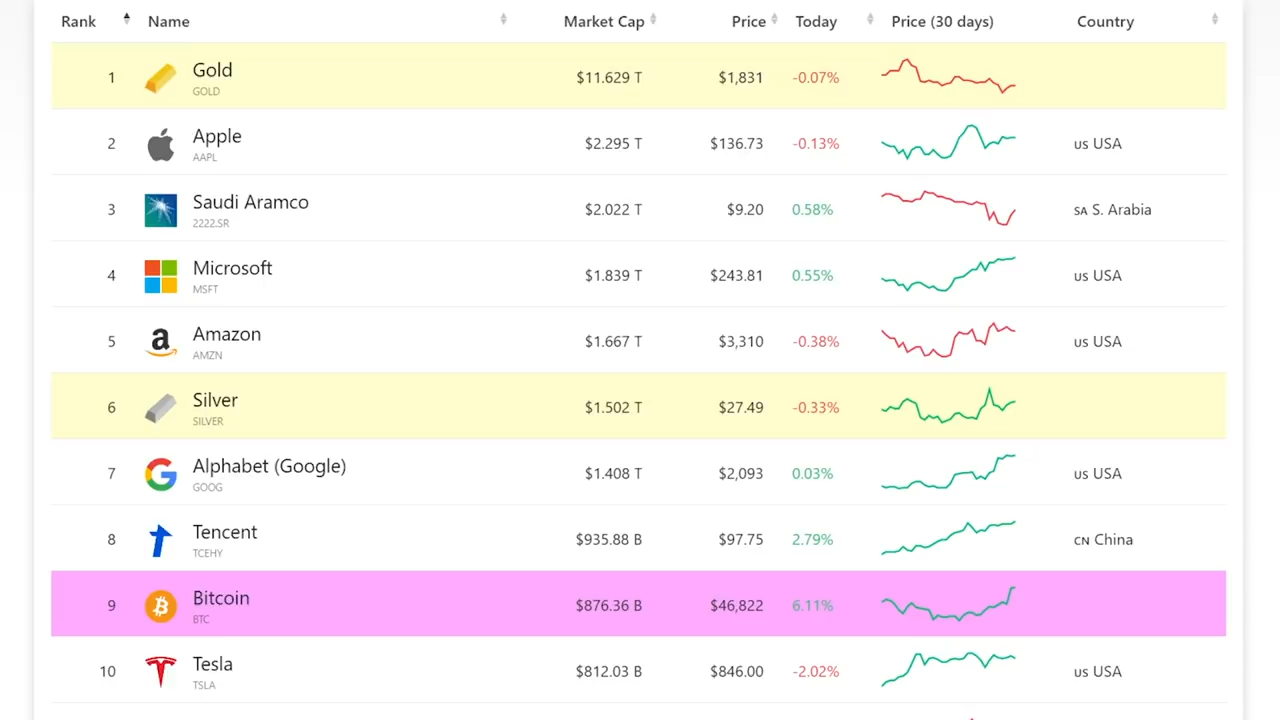 Rank Name Market Cap Price Today Price (30 days) Country
1 Gold $11.629 T $1,831 -0.07%
GOLD
2 Apple $2.295 T $136.73 -0.13% us USA
AAPL
3 Saudi Aramco $2.022 T $9.20 0.58% SA S. Arabia
2222.SR
4 Microsoft $1.839 T $243.81 0.55% us USA
MSFT
5 Amazon $1.667 T $3,310 -0.38% us USA
AMZN
6 Silver $1.502 T $27.49 -0.33%
SILVER
7 Alphabet (Google) $1.408 T $2,093 0.03% us USA
GOOG
8 Tencent $935.88 B $97.75 2.79% CN China
TCEHY
9 Bitcoin $876.36 B $46,822 6.11%
BTC
10 Tesla $812.03 B $846.00 -2.02% us USA
TSLA